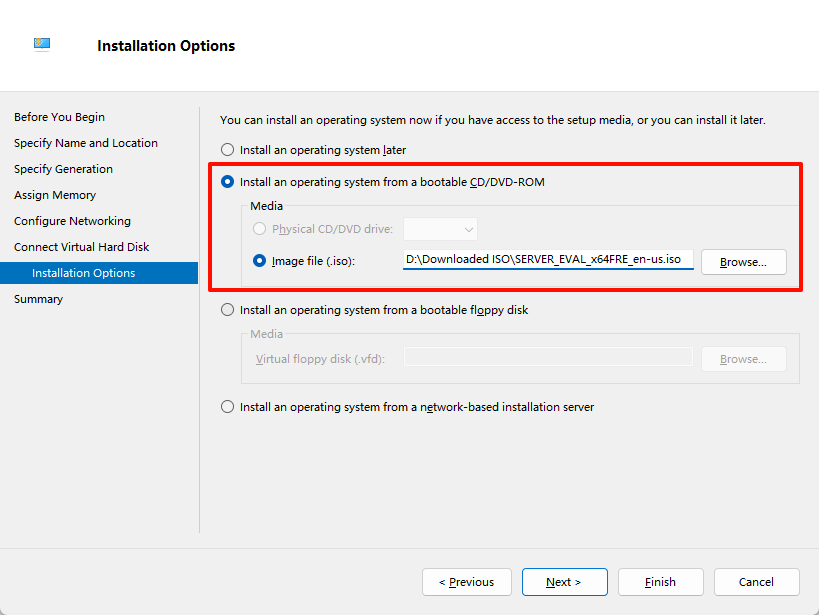 Installation Options
Before You Begin
Specify Name and Location
Specify Generation
Assign Memory
Configure Networking
Connect Virtual Hard Disk
Installation Options
Summary
You can install an operating system now if you have access to the setup media, or you can install it later.
Install an operating system later
Install an operating system from a bootable CD/DVD-ROM
Media
Physical CD/DVD drive:
Image file (.iso): D:\Downloaded ISO\SERVER_EVAL_x64FRE_en-us.iso Browse...
Install an operating system from a bootable floppy disk
Media
Virtual floppy disk (.vfd): Browse...
Install an operating system from a network-based installation server
< Previous Next > Finish Cancel